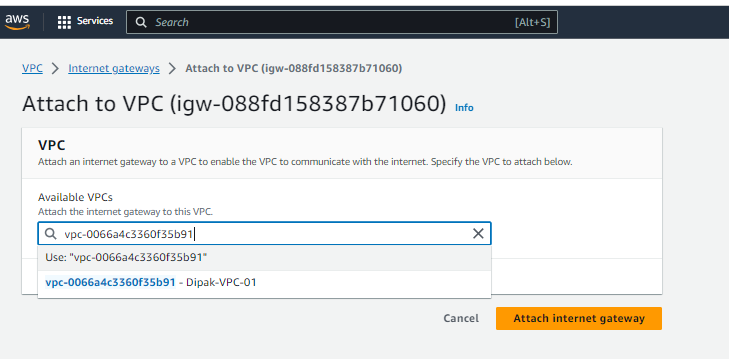 aws Services Search [Alt+S]
VPC > Internet gateways > Attach to VPC (igw-088fd158387b71060)
Attach to VPC (igw-088fd158387b71060) Info
VPC
Attach an internet gateway to a VPC to enable the VPC to communicate with the internet. Specify the VPC to attach below.
Available VPCs
Attach the internet gateway to this VPC.
vpc-0066a4c3360f35b91
Use: "vpc-0066a4c3360f35b91"
vpc-0066a4c3360f35b91 - Dipak-VPC-01
Cancel Attach internet gateway